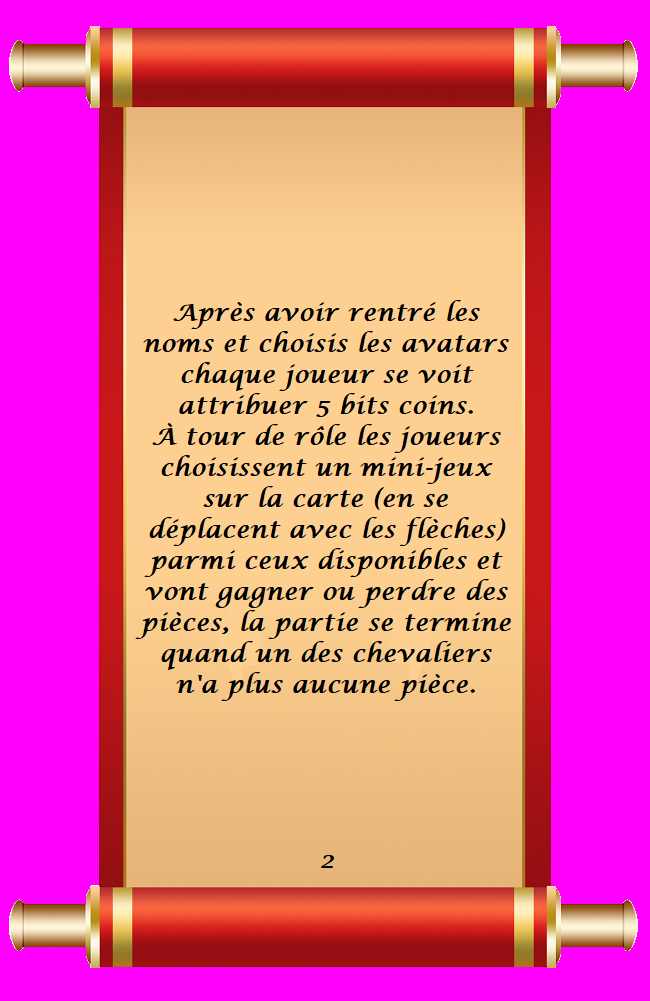 Après avoir rentré les
noms et choisis les avatars
chaque joueur se voit
attribuer 5 bits coins.
À tour de rôle les joueurs
choisissent un mini-jeux
sur la carte (en se
déplacent avec les flèches)
parmi ceux disponibles et
vont gagner ou perdre des
pièces, la partie se termine
quand un des chevaliers
n'a plus aucune pièce.
2